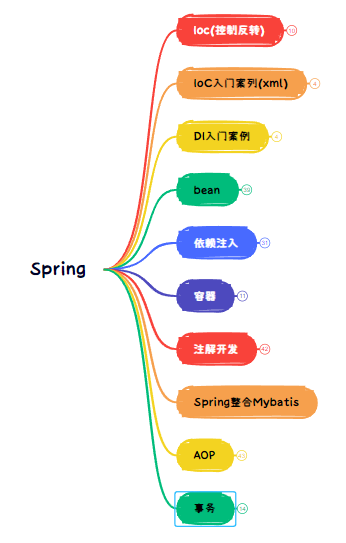 Ioc(控制反转)
10
IoC入门案列(xml)
4
DI入门案例
4
bean
39
依赖注入
31
Spring
容器
11
注解开发
42
Spring整合Mybatis
AOP
45
事务
14